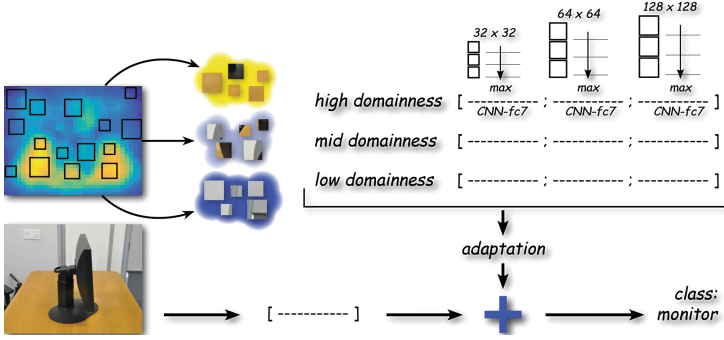 32 x 32
64 x 64
128 x 128
max
max
max
high domainness [ ---------- ; ---------- ; ---------- ]
CNN-fc7
CNN-fc7
CNN-fc7
mid domainness [ ---------- ; ---------- ; ---------- ]
low domainness [ ---------- ; ---------- ; ---------- ]
adaptation
[ ---------- ]
class:
monitor